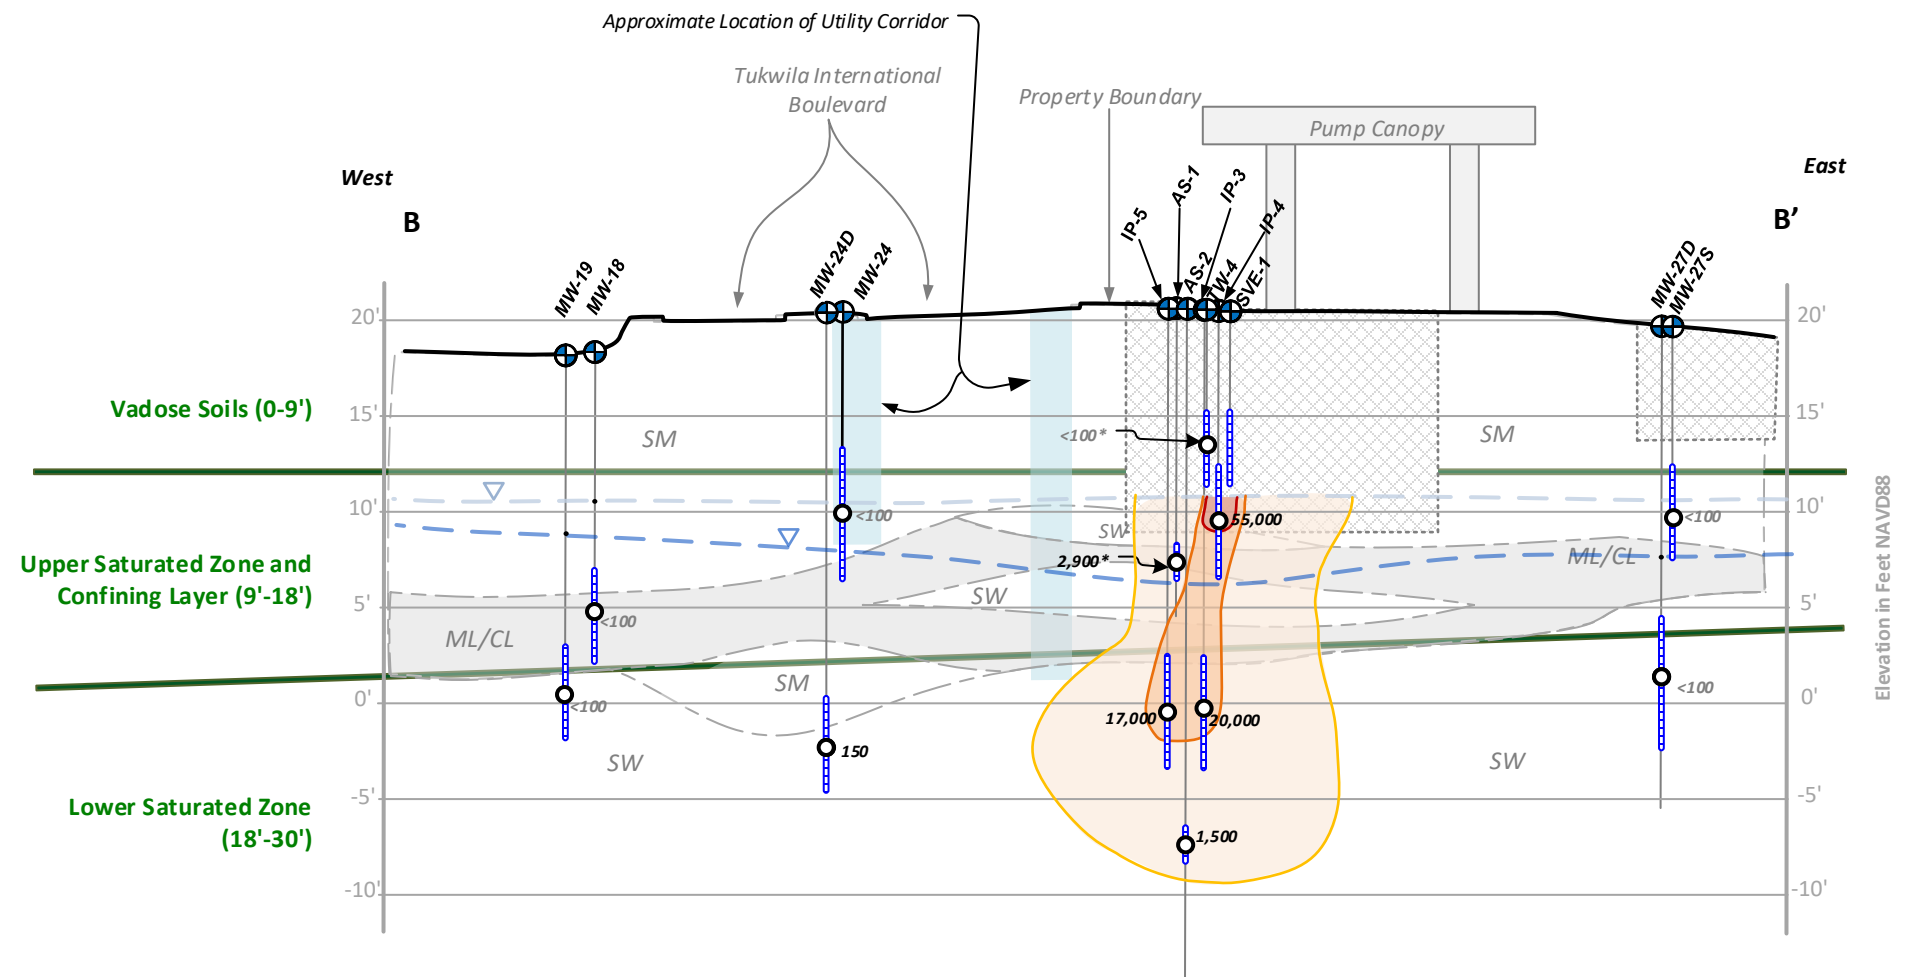 Approximate Location of Utility Corridor
Tukwila International
Boulevard
Property Boundary
Pump Canopy
West
East
B
B’
IP-5
AS-1
IP-3
IP-4
AS-2
TW-4
SVE-1
MW-19
MW-18
MW-24D
MW-24
MW-27D
MW-27S
20'
20'
Vadose Soils (0-9')
15'
15'
SM
<100*
SM
10'
10'
<100
SW
55,000
<100
Upper Saturated Zone and
Confining Layer (9'-18')
2,900*
ML/CL
SW
5'
5'
<100
ML/CL
SM
<100
0'
0'
<100
17,000
20,000
150
SW
SW
Lower Saturated Zone
(18'-30')
-5'
-5'
1,500
-10'
-10'
Elevation in Feet NAVD88